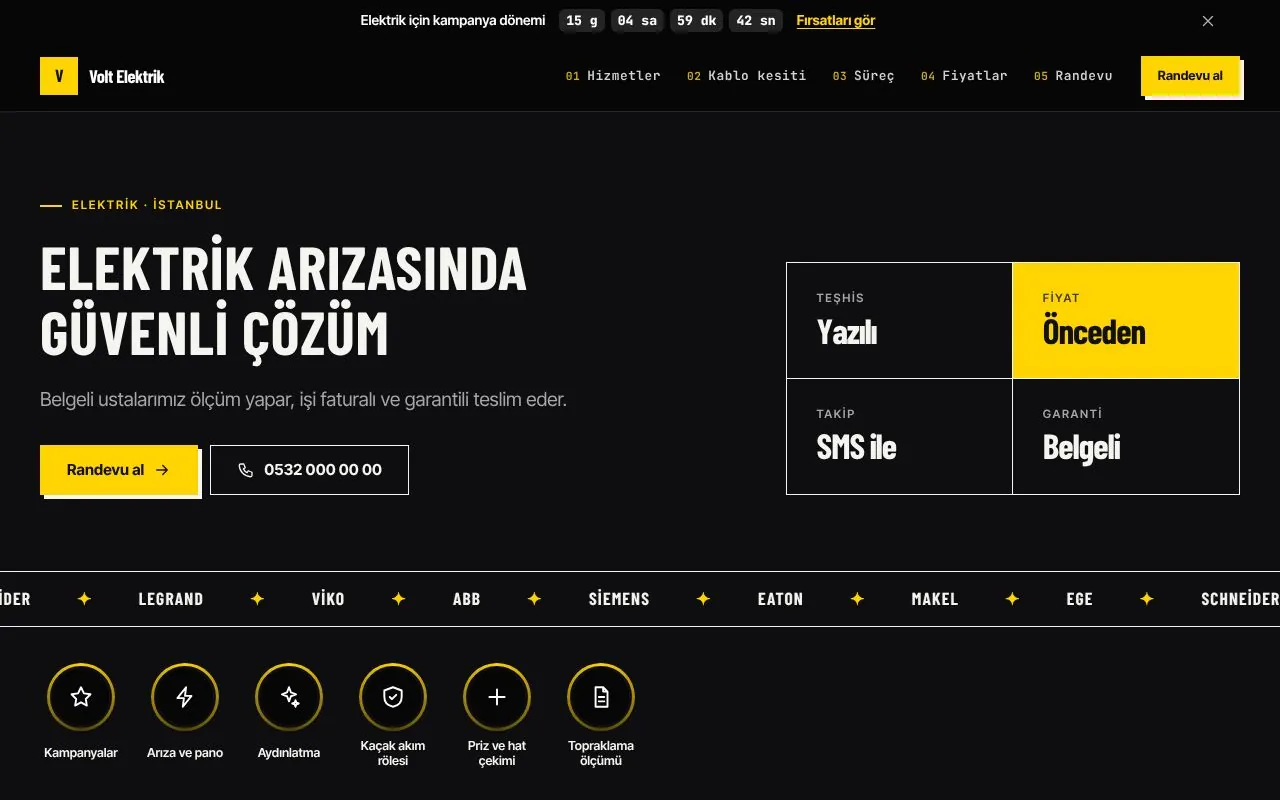 Elektrik için kampanya dönemi 15 g 04 sa 59 dk 42 sn Fırsatları gör
V Volt Elektrik 01 Hizmetler 02 Kablo kesiti 03 Süreç 04 Fiyatlar 05 Randevu Randevu al
ELEKTRİK · İSTANBUL
ELEKTRİK ARIZASINDA
GÜVENLİ ÇÖZÜM
Belgeli ustalarımız ölçüm yapar, işi faturalı ve garantili teslim eder.
Randevu al 0532 000 00 00
TEŞHİS
Yazılı
FİYAT
Önceden
TAKİP
SMS ile
GARANTİ
Belgeli
İDER LEGRAND VİKO ABB SİEMENS EATON MAKEL EGE SCHNEİDER
Kampanyalar
Arıza ve pano
Aydınlatma
Kaçak akım
rölesi
Priz ve hat
çekimi
Topraklama
ölçümü